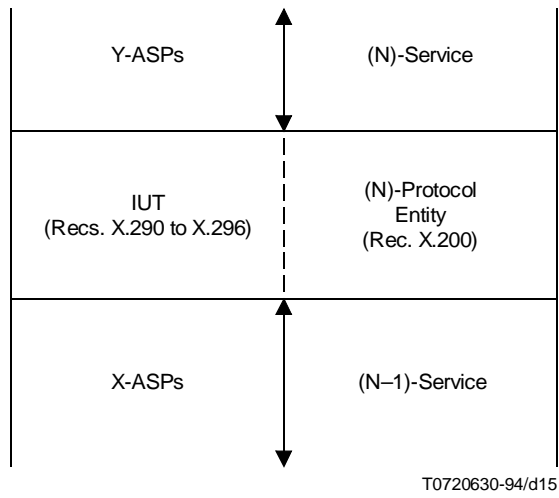 Y-ASPs
(N)-Service
IUT
(Recs. X.290 to X.296)
(N)-Protocol
Entity
(Rec. X.200)
X-ASPs
(N–1)-Service
T0720630-94/d15